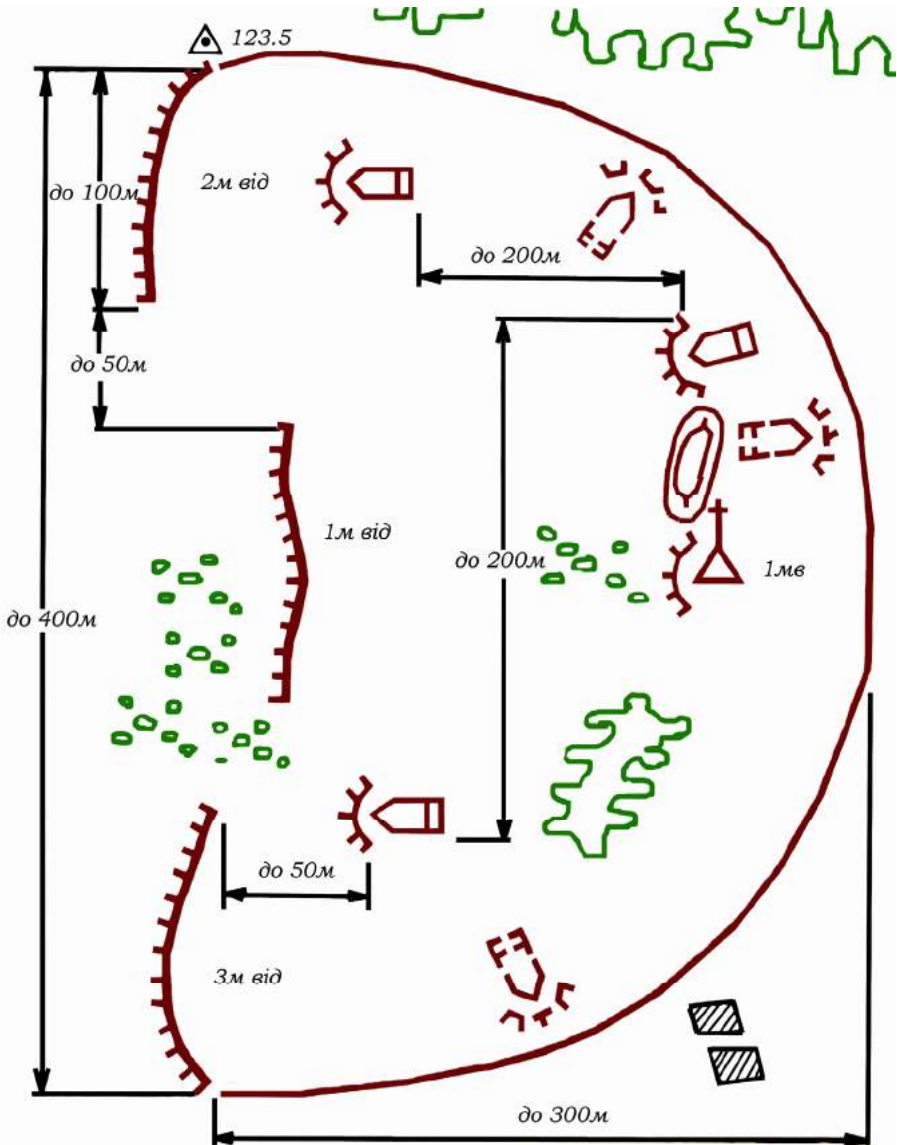 123.5
2м від
до 100м
до 200м
до 50м
1м від
до 200м
1мв
до 400м
до 50м
3м від
до 300м